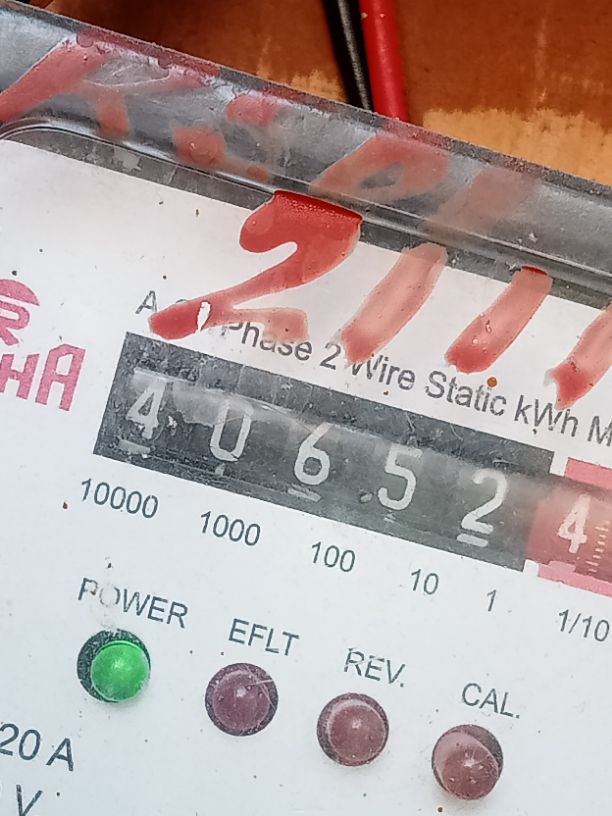 2111
Phase 2 Wire Static kWh M
R
HA
4 0 6 5 2 4
10000 1000 100 10 1 1/10
POWER EFLT REV. CAL.
20 A
V